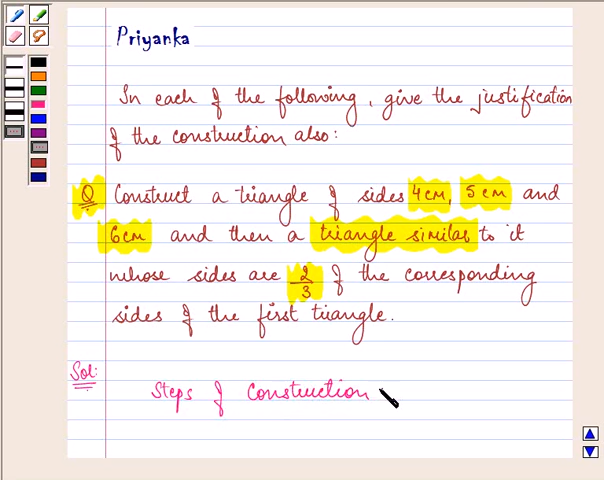 Priyanka
In each of the following, give the justification
of the construction also:
Q Construct a triangle of sides 4cm, 5cm and
6cm and then a triangle similar to it
whose sides are 2/3 of the corresponding
sides of the first triangle.
Sol:
Steps of Construction